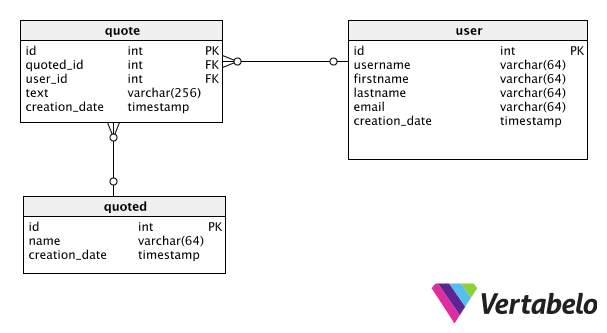 quote
id int PK
quoted_id int FK
user_id int FK
text varchar(256)
creation_date timestamp
user
id int PK
username varchar(64)
firstname varchar(64)
lastname varchar(64)
email varchar(64)
creation_date timestamp
quoted
id int PK
name varchar(64)
creation_date timestamp
Vertabelo